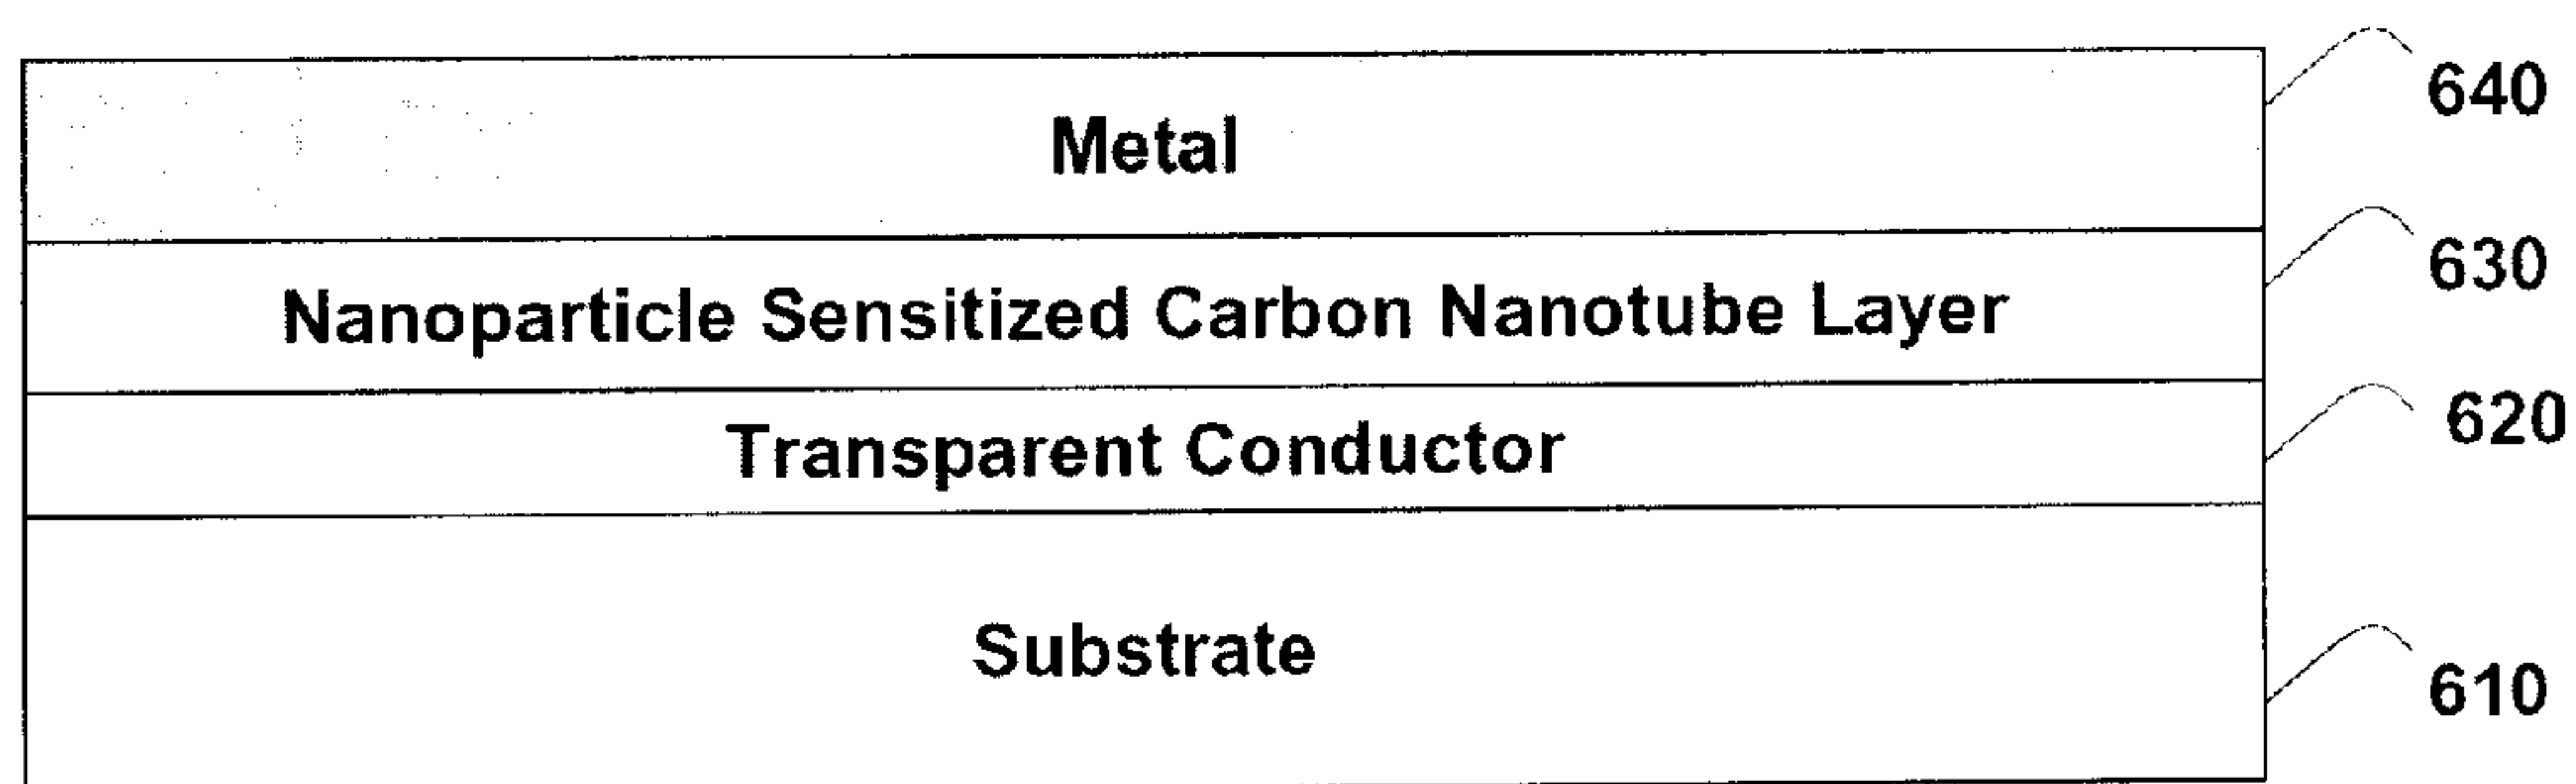 Metal
640
Nanoparticle Sensitized Carbon Nanotube Layer
630
Transparent Conductor
620
Substrate
610